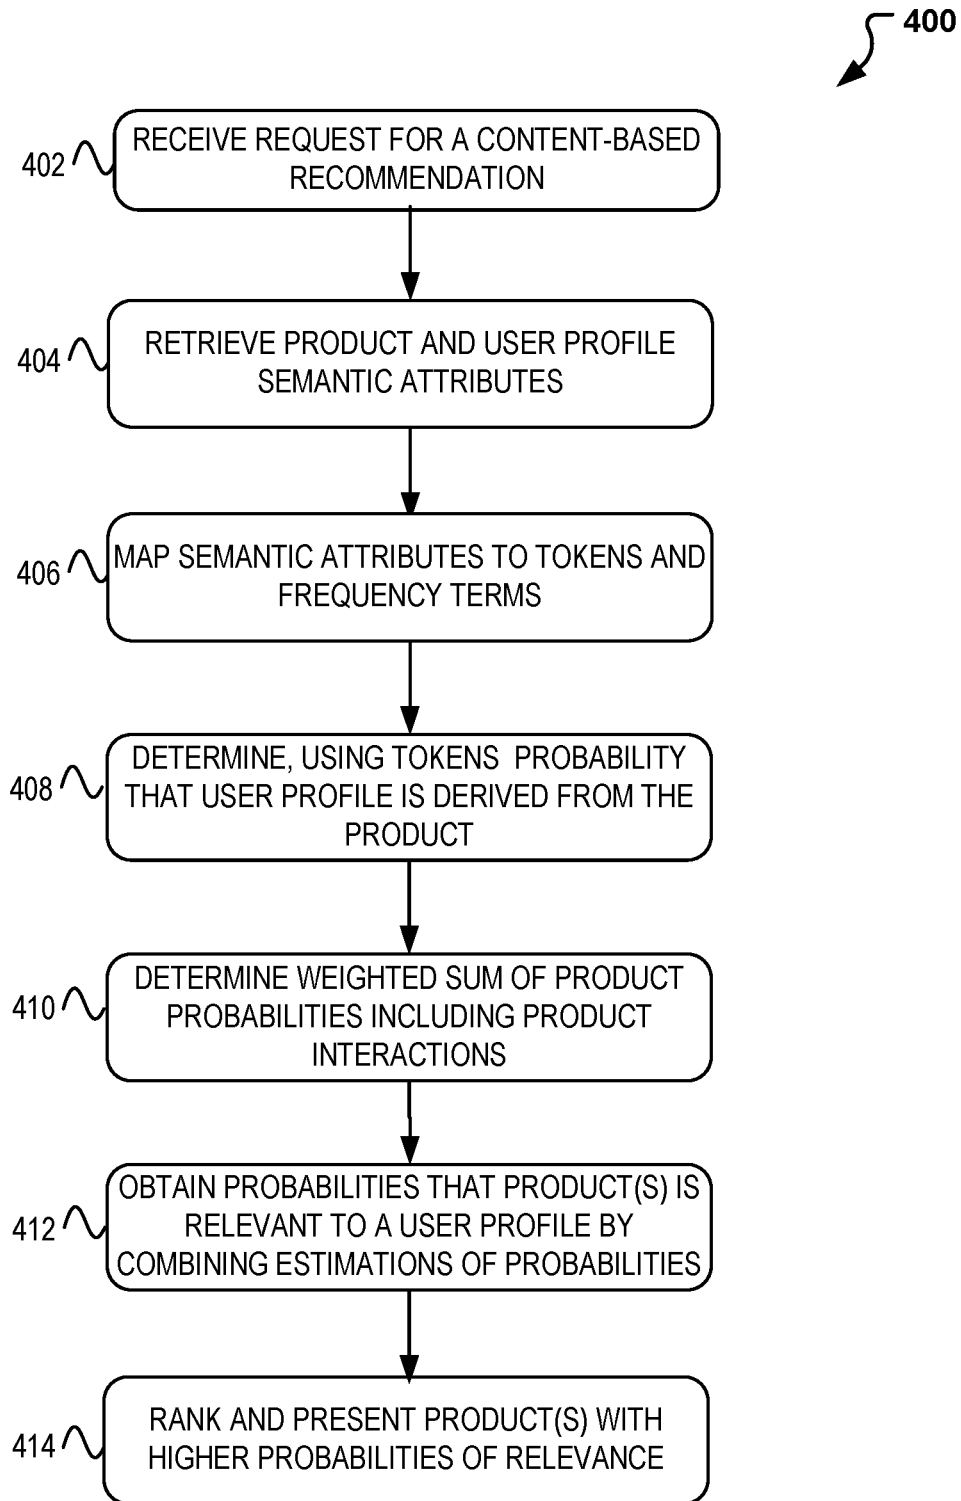 400
402
RECEIVE REQUEST FOR A CONTENT-BASED
RECOMMENDATION
404
RETRIEVE PRODUCT AND USER PROFILE
SEMANTIC ATTRIBUTES
406
MAP SEMANTIC ATTRIBUTES TO TOKENS AND
FREQUENCY TERMS
408
DETERMINE, USING TOKENS PROBABILITY
THAT USER PROFILE IS DERIVED FROM THE
PRODUCT
410
DETERMINE WEIGHTED SUM OF PRODUCT
PROBABILITIES INCLUDING PRODUCT
INTERACTIONS
412
OBTAIN PROBABILITIES THAT PRODUCT(S) IS
RELEVANT TO A USER PROFILE BY
COMBINING ESTIMATIONS OF PROBABILITIES
414
RANK AND PRESENT PRODUCT(S) WITH
HIGHER PROBABILITIES OF RELEVANCE